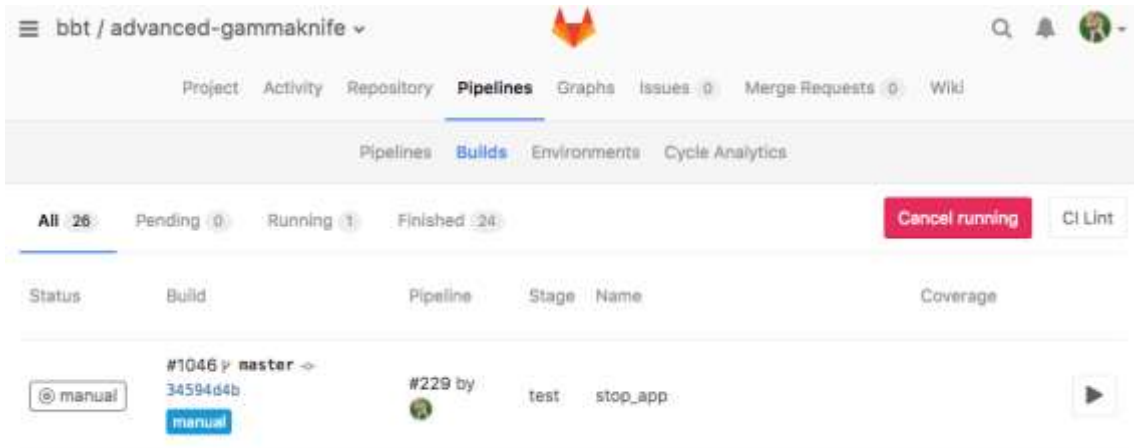 bbt / advanced-gammaknife
Project Activity Repository Pipelines Graphs Issues 0 Merge Requests 0 Wiki
Pipelines Builds Environments Cycle Analytics
All 26 Pending 0 Running 1 Finished 24 Cancel running CI Lint
Status Build Pipeline Stage Name Coverage
#1046 master
34594d4b
manual #229 by test stop_app
manual